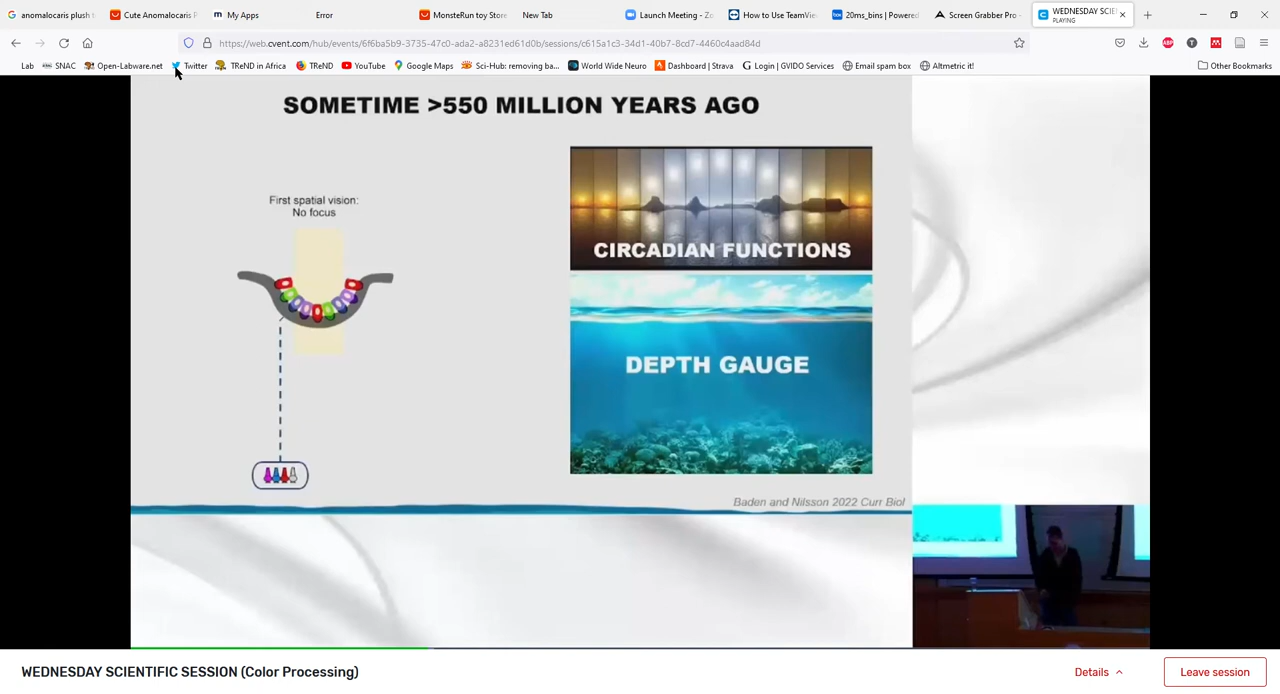 anomalocaris plush t
Cute Anomalocaris P
My Apps
Error
MonsteRun toy Store
New Tab
Launch Meeting - Zo
How to Use TeamVie
20ms_bins | Powered
Screen Grabber Pro -
WEDNESDAY SCIEN
PLAYING
https://web.cvent.com/hub/events/6f6ba5b9-3735-47c0-ada2-a8231ed61d0b/sessions/c615a1c3-34d1-40b7-8cd7-4460c4aad84d
Lab
SNAC
Open-Labware.net
Twitter
TReND in Africa
TReND
YouTube
Google Maps
Sci-Hub: removing ba...
World Wide Neuro
Dashboard | Strava
Login | GVIDO Services
Email spam box
Altmetric it!
Other Bookmarks
SOMETIME >550 MILLION YEARS AGO
First spatial vision:
No focus
CIRCADIAN FUNCTIONS
DEPTH GAUGE
Baden and Nilsson 2022 Curr Biol
WEDNESDAY SCIENTIFIC SESSION (Color Processing)
Details
Leave session